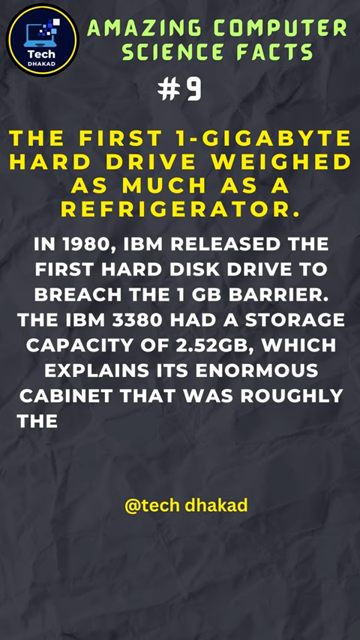 Tech
DHAKAD
AMAZING COMPUTER
SCIENCE FACTS
#9
THE FIRST 1-GIGABYTE
HARD DRIVE WEIGHED
AS MUCH AS A
REFRIGERATOR.
IN 1980, IBM RELEASED THE
FIRST HARD DISK DRIVE TO
BREACH THE 1 GB BARRIER.
THE IBM 3380 HAD A STORAGE
CAPACITY OF 2.52GB, WHICH
EXPLAINS ITS ENORMOUS
CABINET THAT WAS ROUGHLY
THE
@tech dhakad